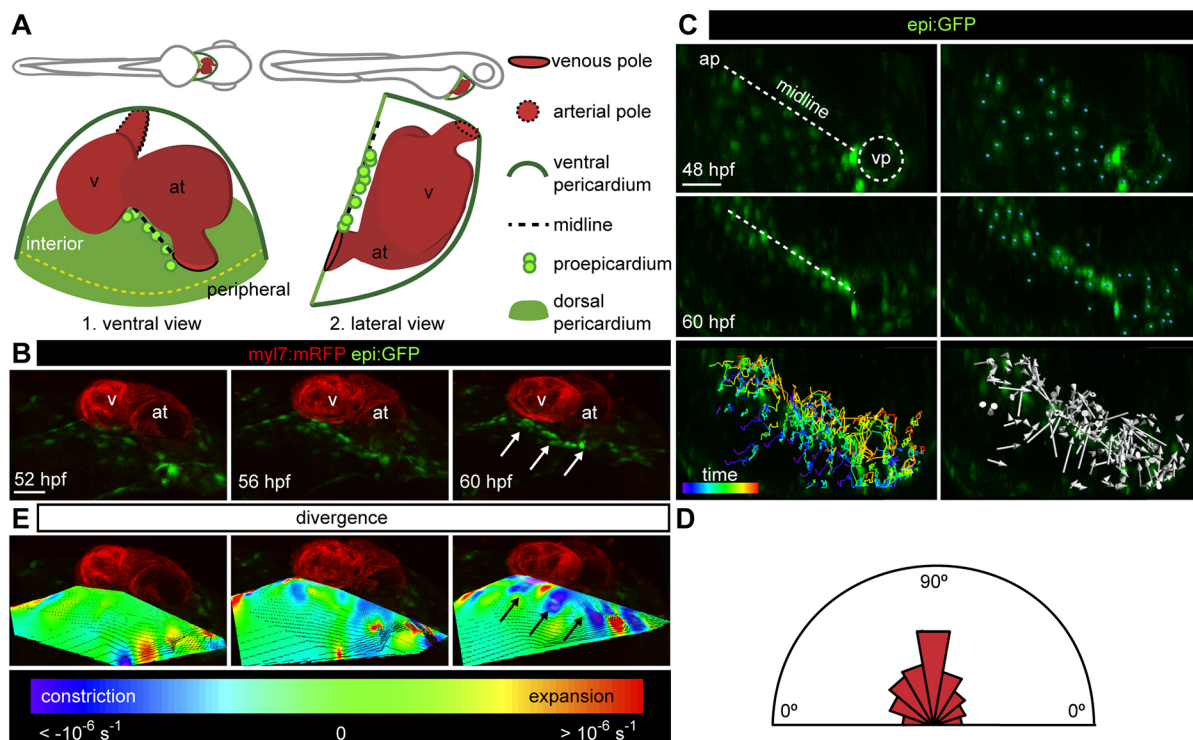 A
v
at
interior
peripheral
1. ventral view
v
at
2. lateral view
venous pole
arterial pole
ventral
pericardium
midline
proepicardium
dorsal
pericardium
B
myl7:mRFP epi:GFP
v
at
52 hpf
at
56 hpf
v
at
60 hpf
E
divergence
constriction
expansion
< -10⁻⁶ s⁻¹
0
> 10⁻⁶ s⁻¹
C
epi:GFP
ap
midline
vp
48 hpf
60 hpf
time
D
90º
0º
0º